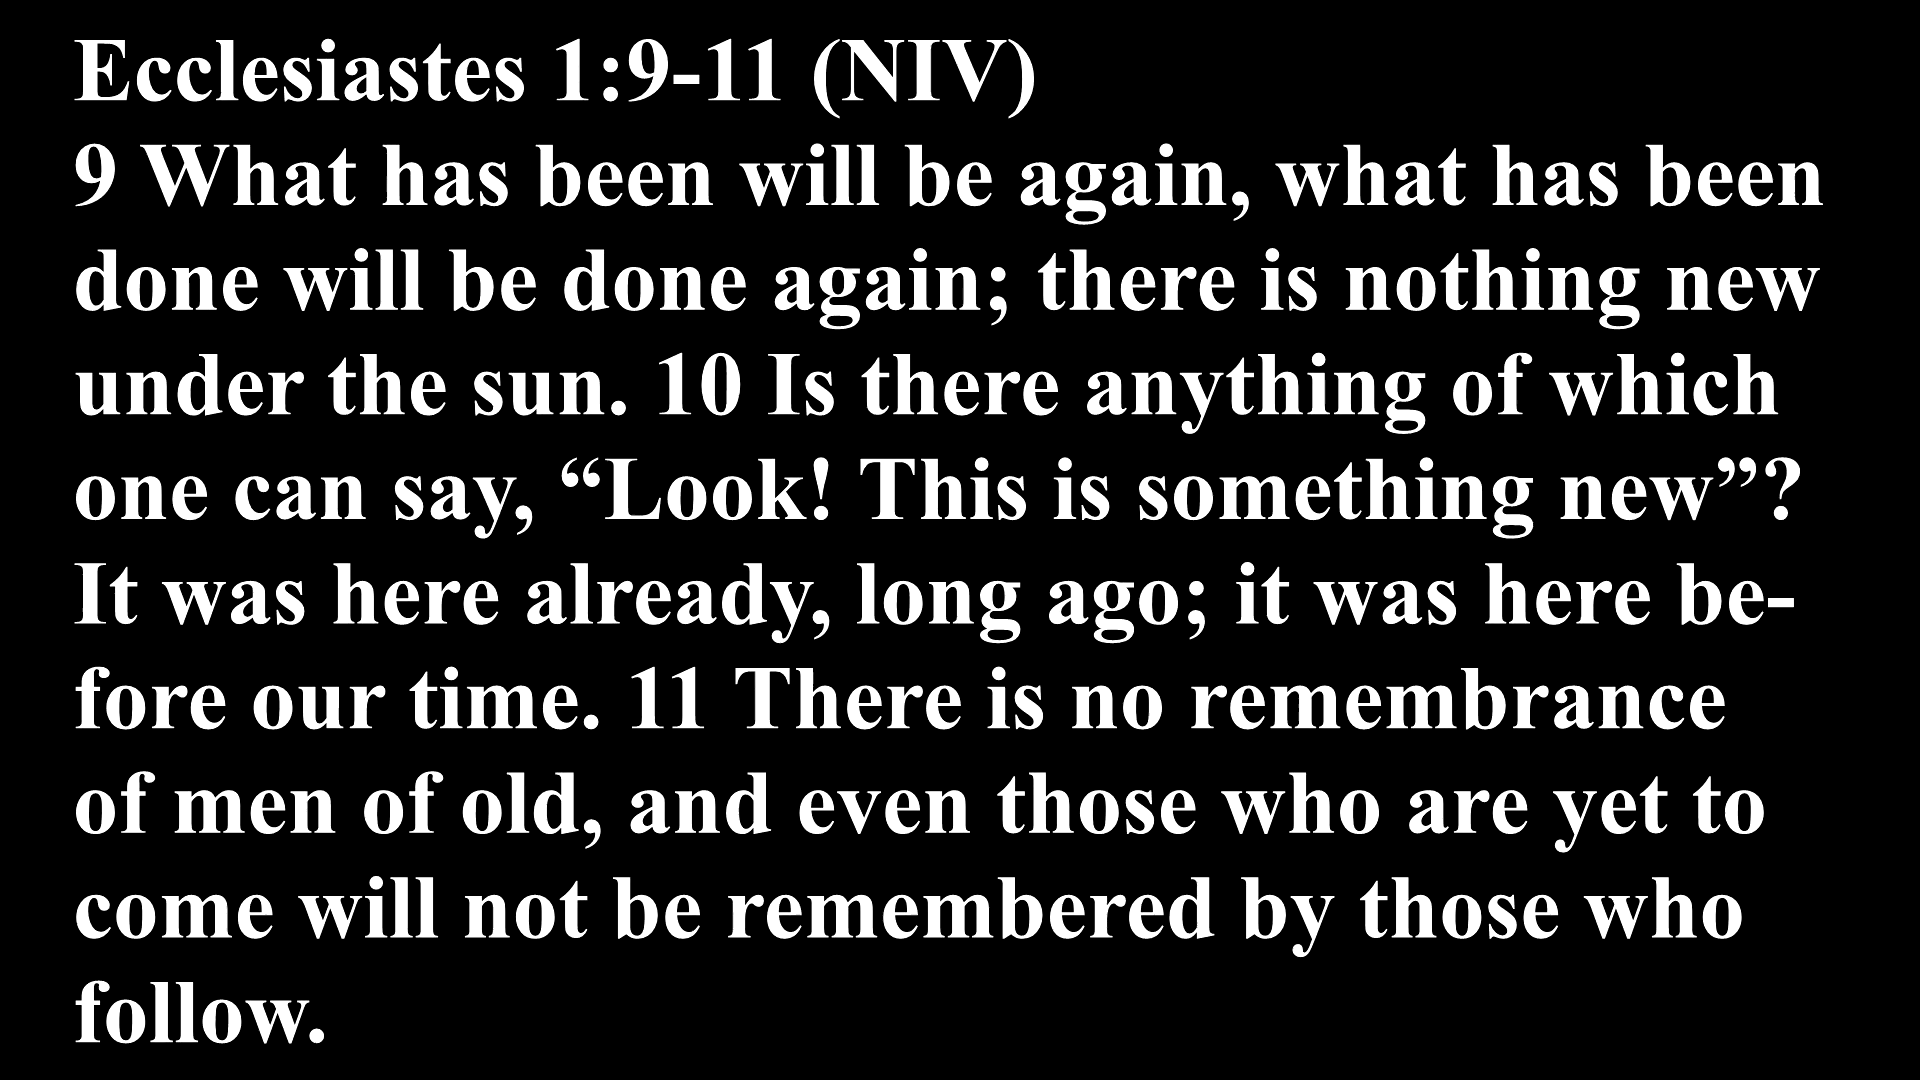 Ecclesiastes 1:9-11 (NIV)
9 What has been will be again, what has been
done will be done again; there is nothing new
under the sun. 10 Is there anything of which
one can say, “Look! This is something new”?
It was here already, long ago; it was here be-
fore our time. 11 There is no remembrance
of men of old, and even those who are yet to
come will not be remembered by those who
follow.